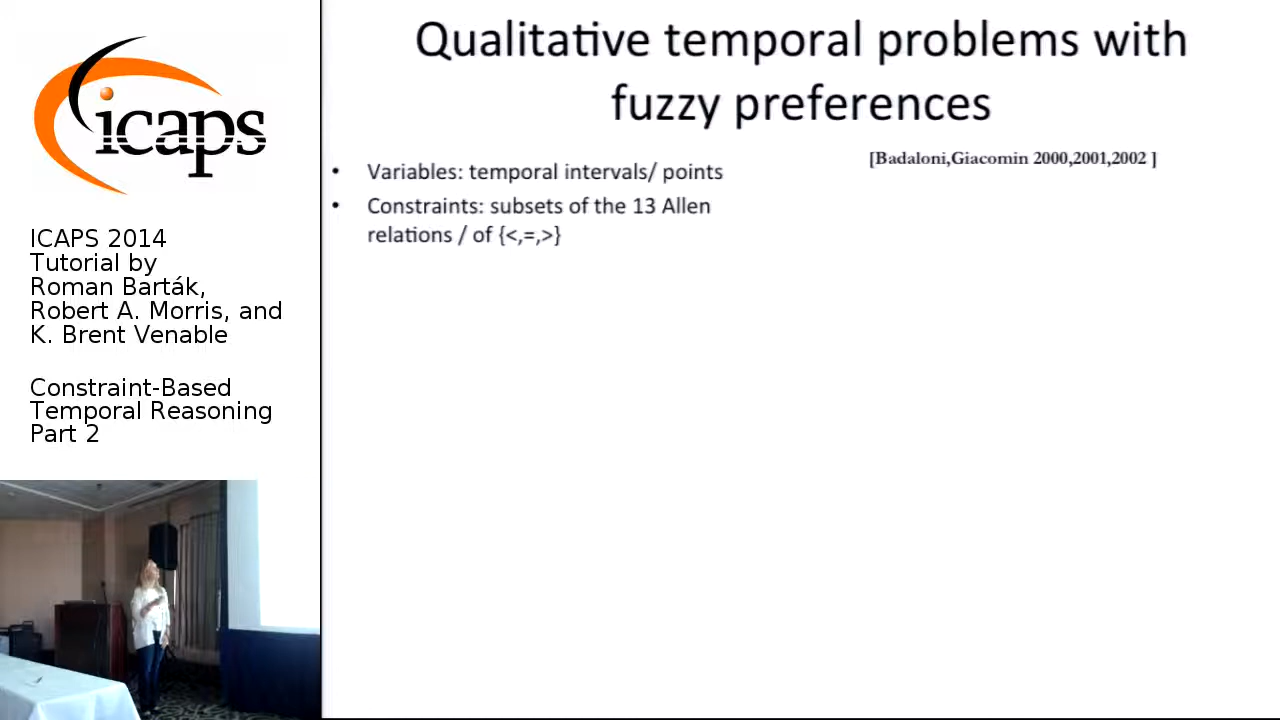 icaps
ICAPS 2014
Tutorial by
Roman Barták,
Robert A. Morris, and
K. Brent Venable
Constraint-Based
Temporal Reasoning
Part 2
Qualitative temporal problems with
fuzzy preferences
[Badaloni,Giacomin 2000,2001,2002 ]
• Variables: temporal intervals/ points
• Constraints: subsets of the 13 Allen
relations / of {<,=,>}